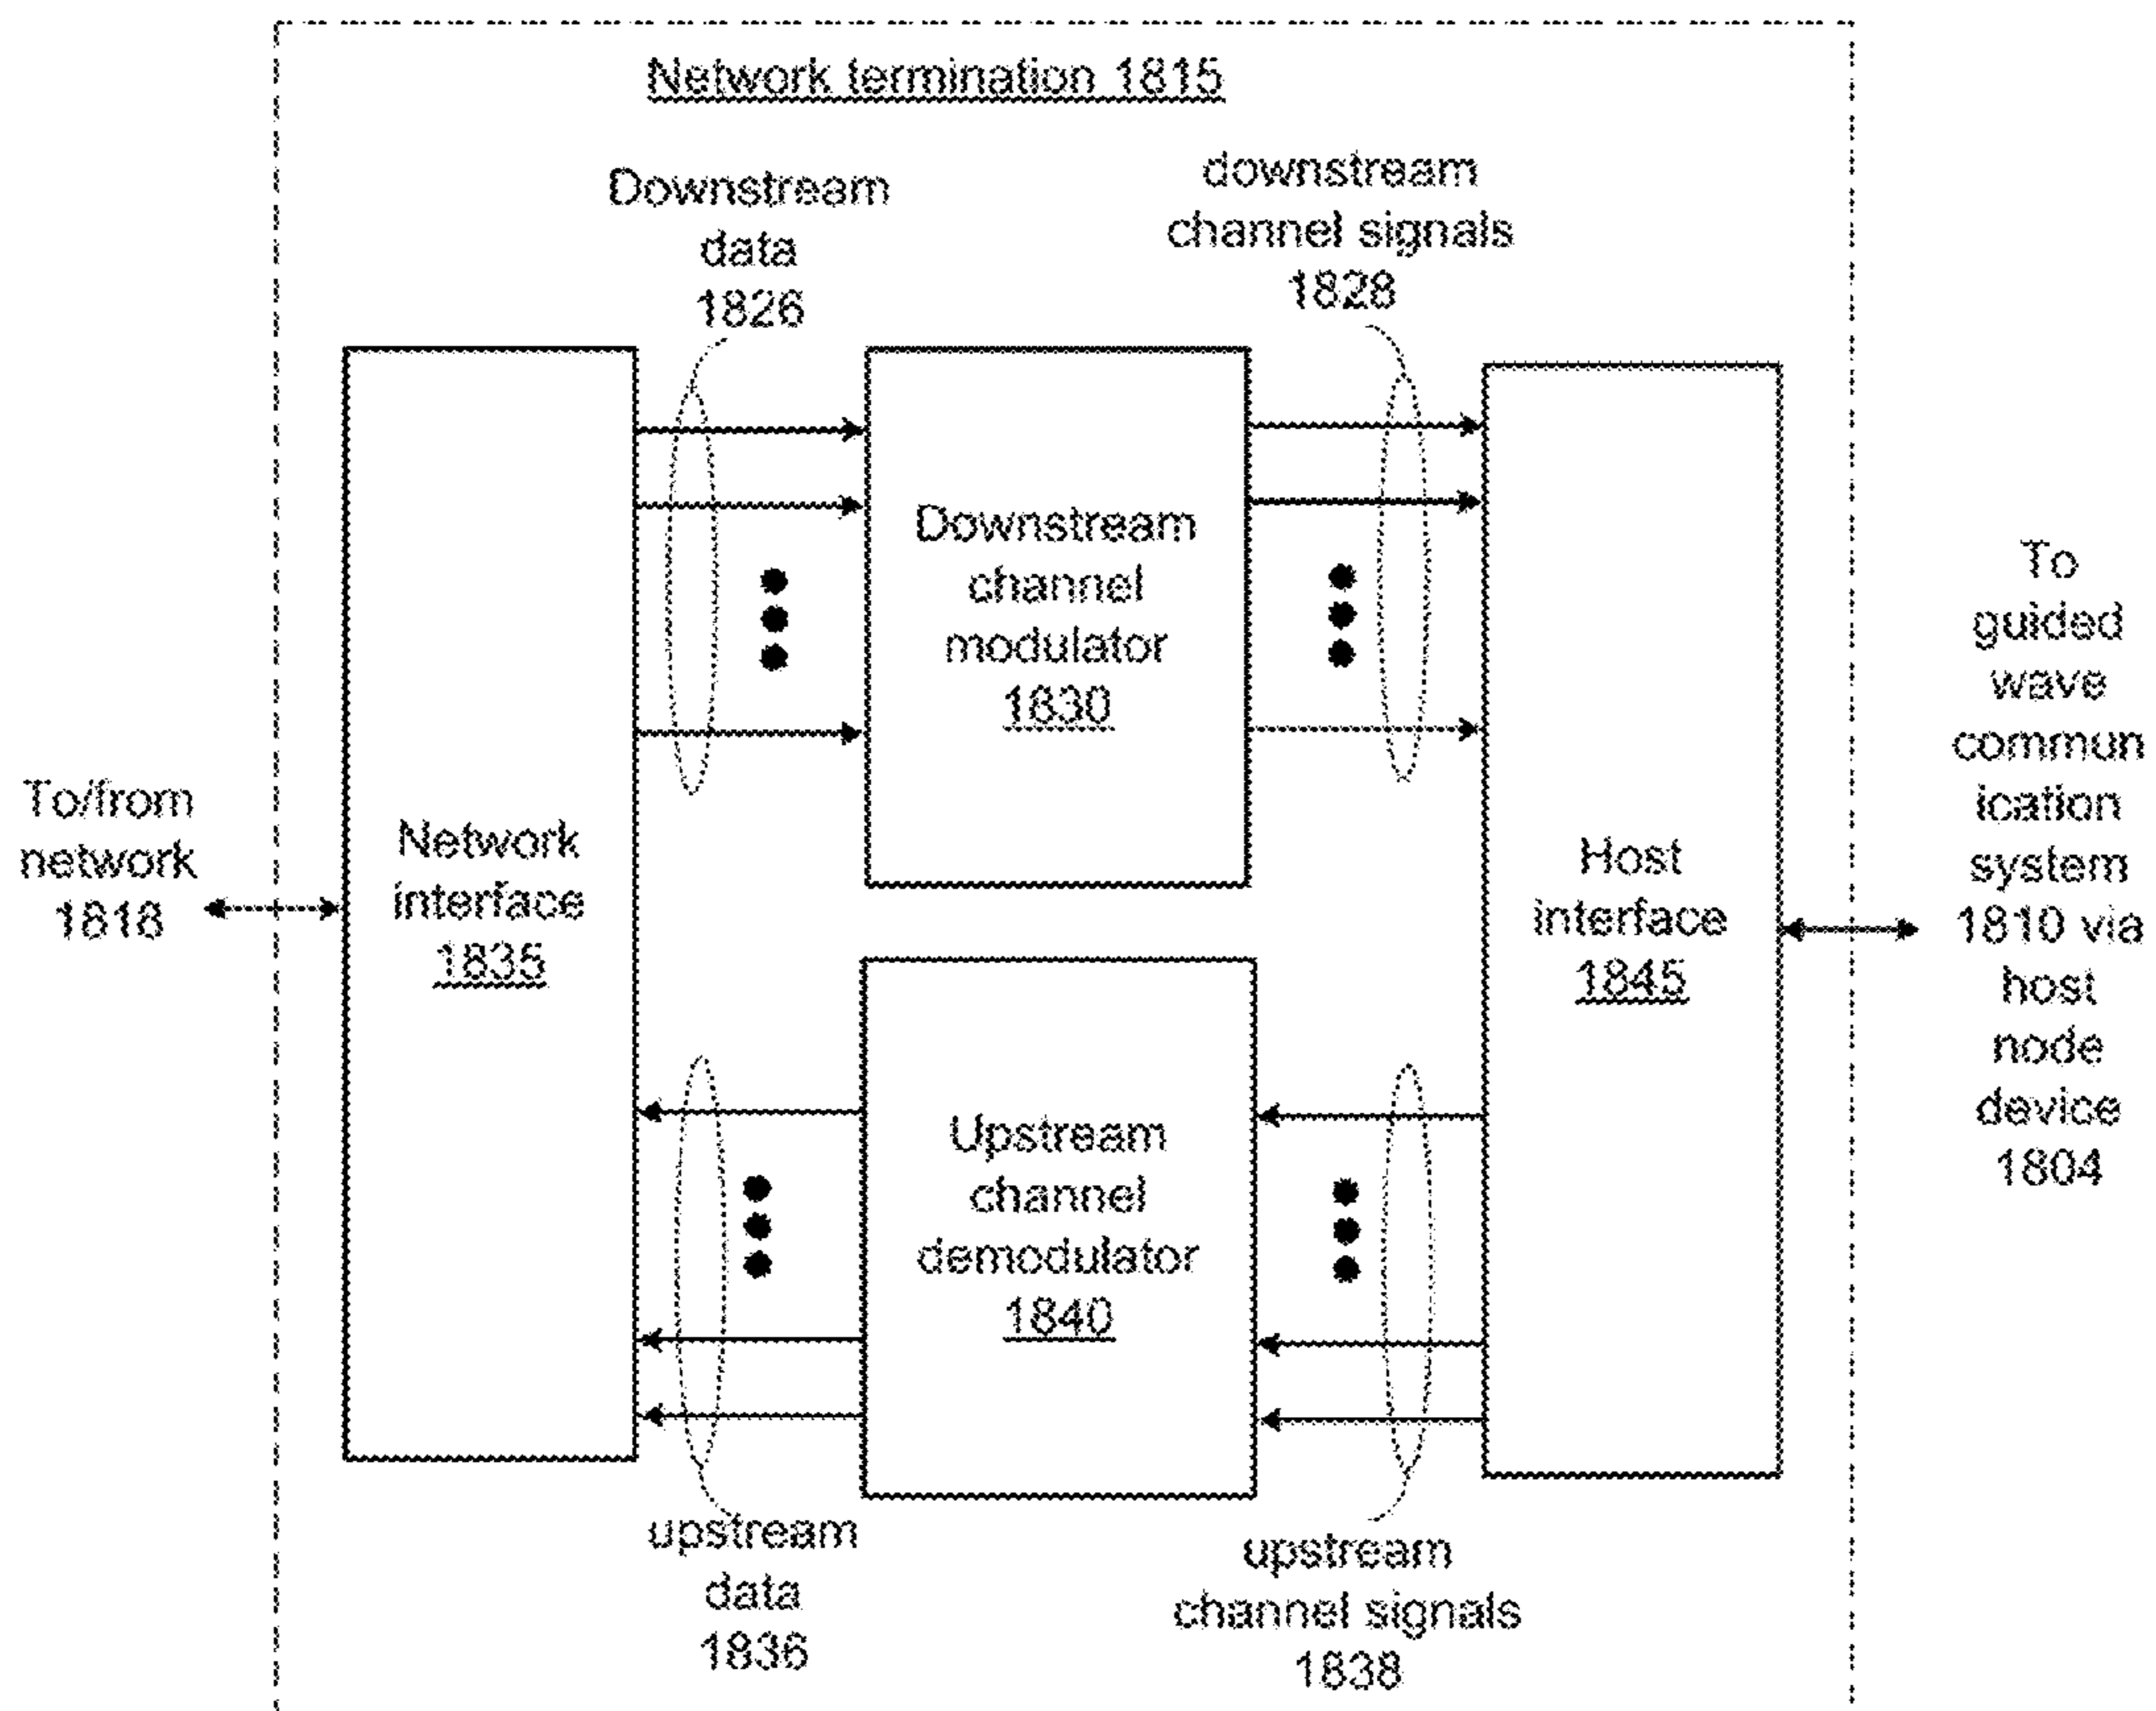 Network termination 1815
Downstream
data
1826
downstream
channel signals
1828
Downstream
channel
modulator
1830
To/from
network
1818
Network
interface
1835
Host
interface
1845
To
guided
wave
commun
ication
system
1810 via
host
node
device
1804
Upstream
channel
demodulator
1840
upstream
data
1836
upstream
channel signals
1838